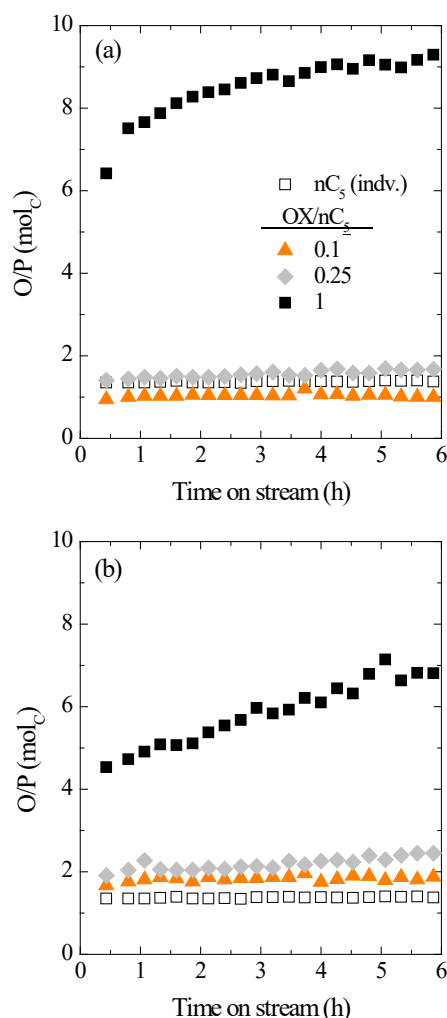 (a)
10
8
6
4
2
0
O/P (mol_C)
nC₅ (indv.)
OX/nC₅
0.1
0.25
1
0 1 2 3 4 5 6
Time on stream (h)
(b)
10
8
6
4
2
0
O/P (mol_C)
0 1 2 3 4 5 6
Time on stream (h)